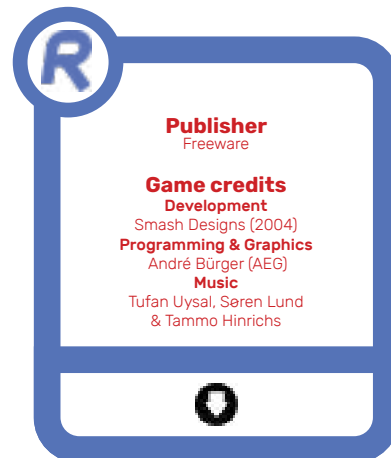 R
Publisher
Freeware
Game credits
Development
Smash Designs (2004)
Programming & Graphics
André Bürger (AEG)
Music
Tufan Uysal, Søren Lund
& Tammo Hinrichs